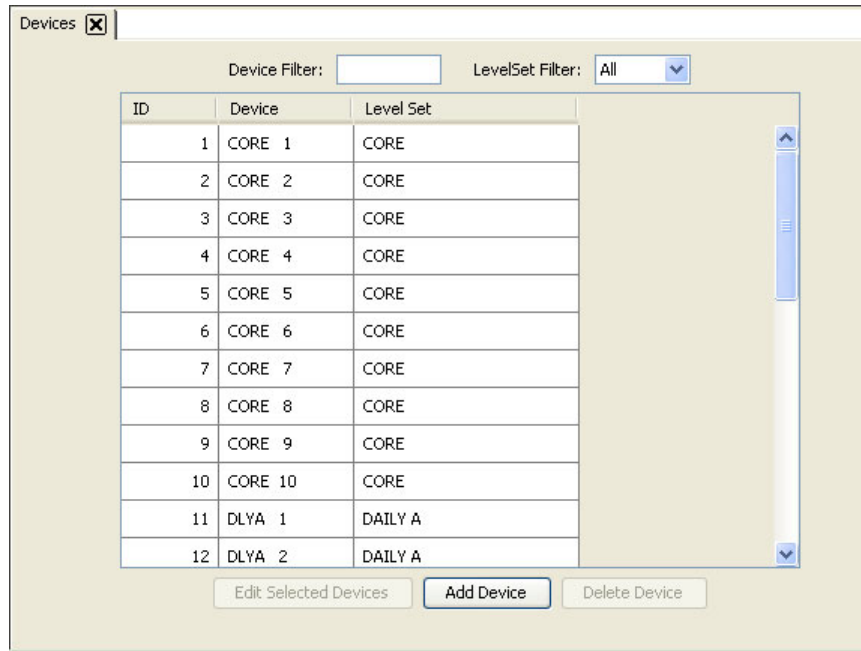 Devices
Device Filter: LevelSet Filter: All
ID Device Level Set
1 CORE 1 CORE
2 CORE 2 CORE
3 CORE 3 CORE
4 CORE 4 CORE
5 CORE 5 CORE
6 CORE 6 CORE
7 CORE 7 CORE
8 CORE 8 CORE
9 CORE 9 CORE
10 CORE 10 CORE
11 DLYA 1 DAILY A
12 DLYA 2 DAILY A
Edit Selected Devices Add Device Delete Device